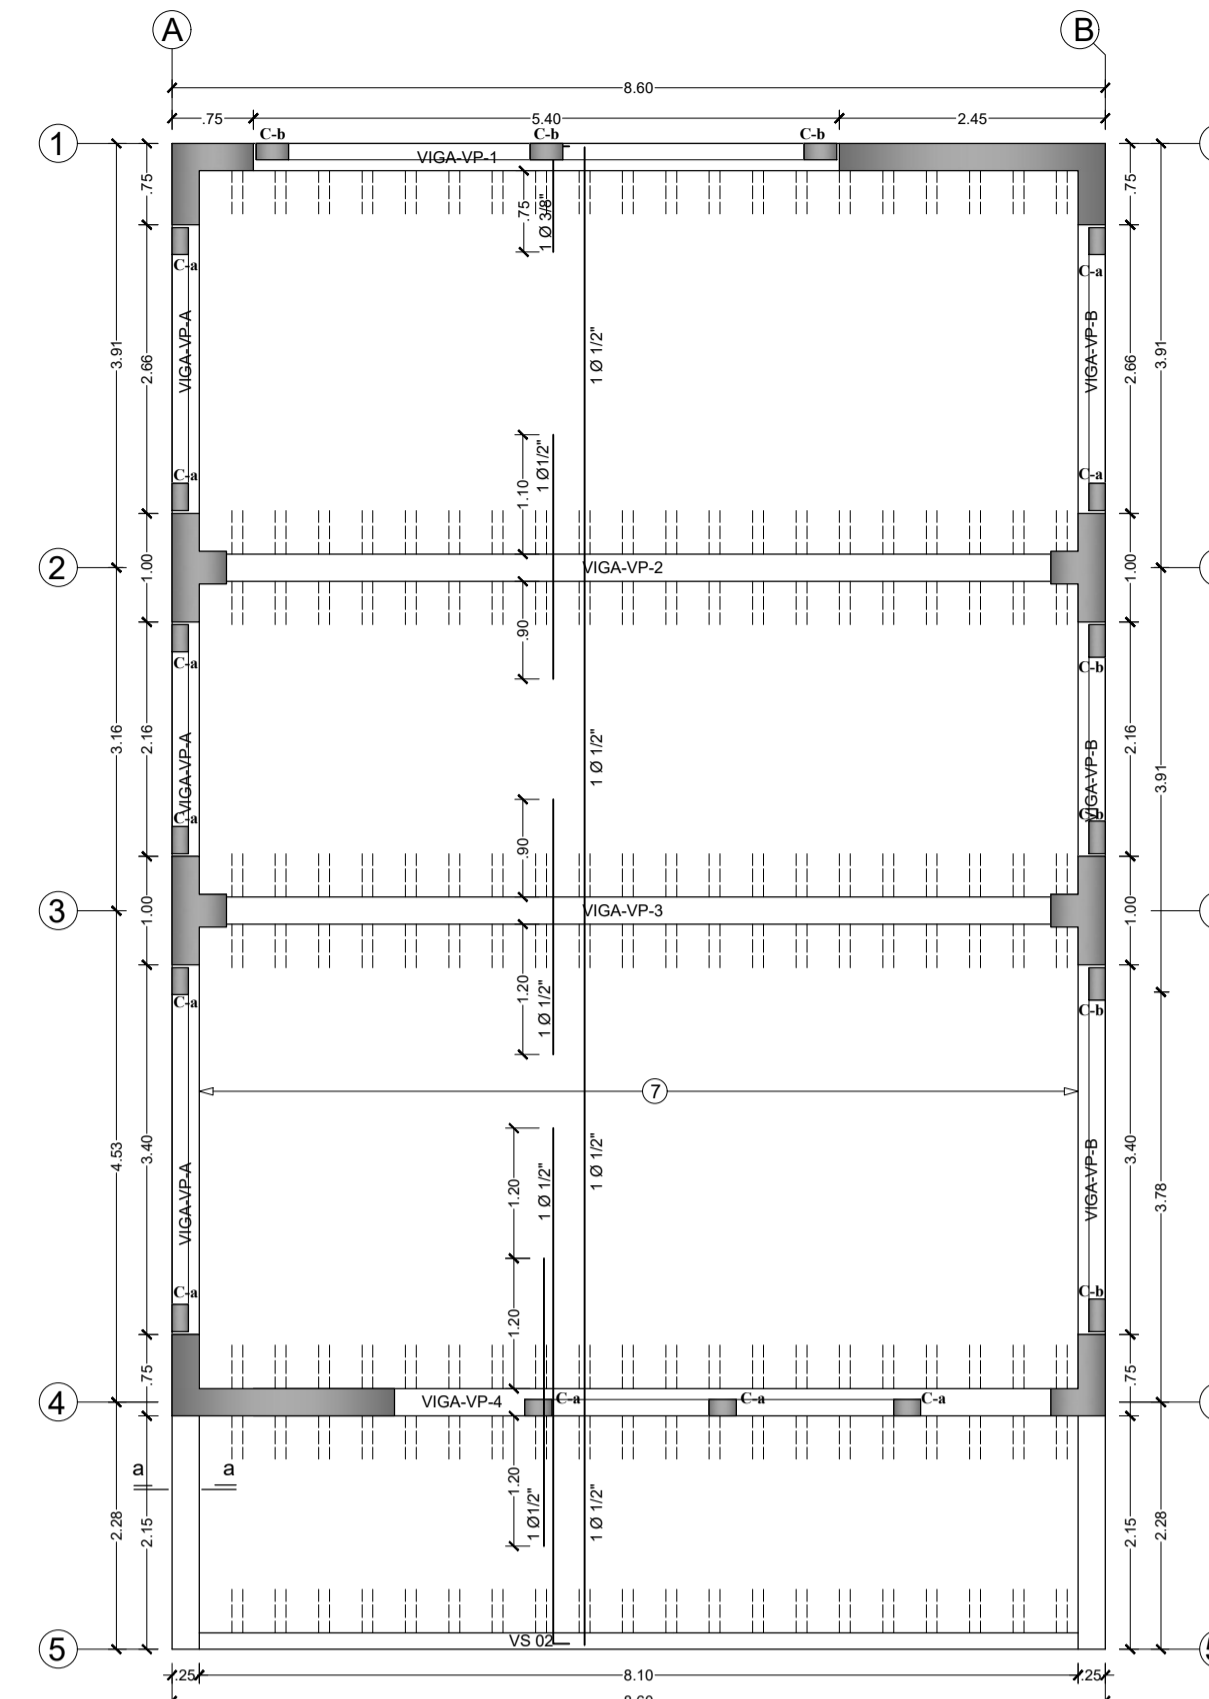 A
B
8.60
.75
5.40
2.45
1
C-b
C-b
C-b
VIGA-VP-1
.75
.75
1 Ø 3/8"
.75
C-a
C-a
3.91
2.66
VIGA-VP-A
1 Ø 1/2"
VIGA-VP-B
2.66
3.91
C-a
1.10
1 Ø1/2"
C-a
2
1.00
VIGA-VP-2
1.00
.90
C-a
C-b
3.16
2.16
VIGA-VP-A
1 Ø 1/2"
VIGA-VP-B
2.16
3.91
C-a
.90
C-b
3
1.00
VIGA-VP-3
1.00
C-a
1.20
1 Ø 1/2"
C-b
7
4.53
3.40
VIGA-VP-A
1.20
1 Ø 1/2"
1 Ø 1/2"
VIGA-VP-B
3.40
3.78
C-a
1.20
C-b
.75
.75
4
VIGA-VP-4
C-a
C-a
C-a
a
a
1.20
1 Ø1/2"
1 Ø 1/2"
2.28
2.15
2.15
2.28
5
VS 02
.25
8.10
.25
8.60